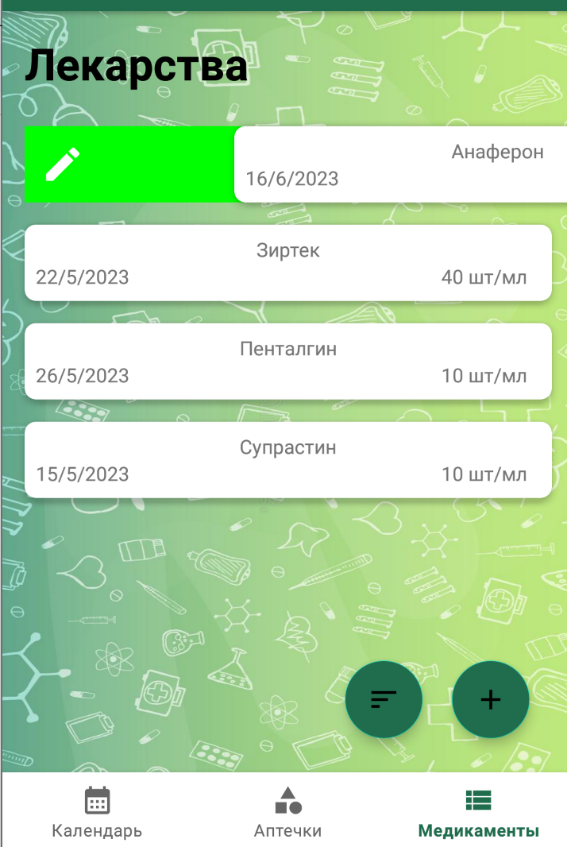 Лекарства
Анаферон
16/6/2023
Зиртек
22/5/2023 40 шт/мл
Пенталгин
26/5/2023 10 шт/мл
Супрастин
15/5/2023 10 шт/мл
Календарь Аптечки Медикаменты